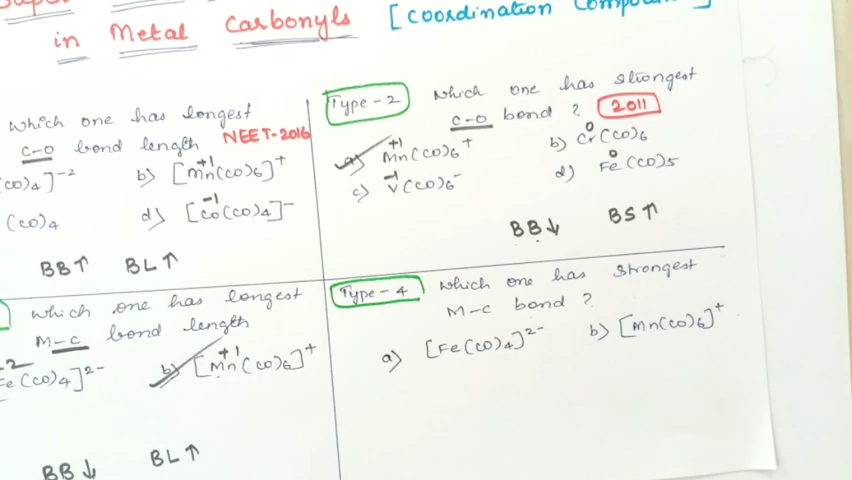 in Metal Carbonyls [Coordination
Which one has longest
C-O bond length NEET-2016
(CO)4]-2 b) [Mn(CO)6]+ +1
(CO)4 d) [Co(CO)4]- -1
BB↑ BL↑
Type-2 Which one has strongest
C-O bond? 2011
a) Mn(CO)6+ +1 b) Cr(CO)6 0
c) V(CO)6- -1 d) Fe(CO)5 0
BB↓ BS↑
Which one has longest
M-C bond length
Fe(CO)4]2- -2 b) [Mn(CO)6]+ +1
BB↓ BL↑
Type-4 Which one has strongest
M-C bond?
a) [Fe(CO)4]2- b) [Mn(CO)6]+